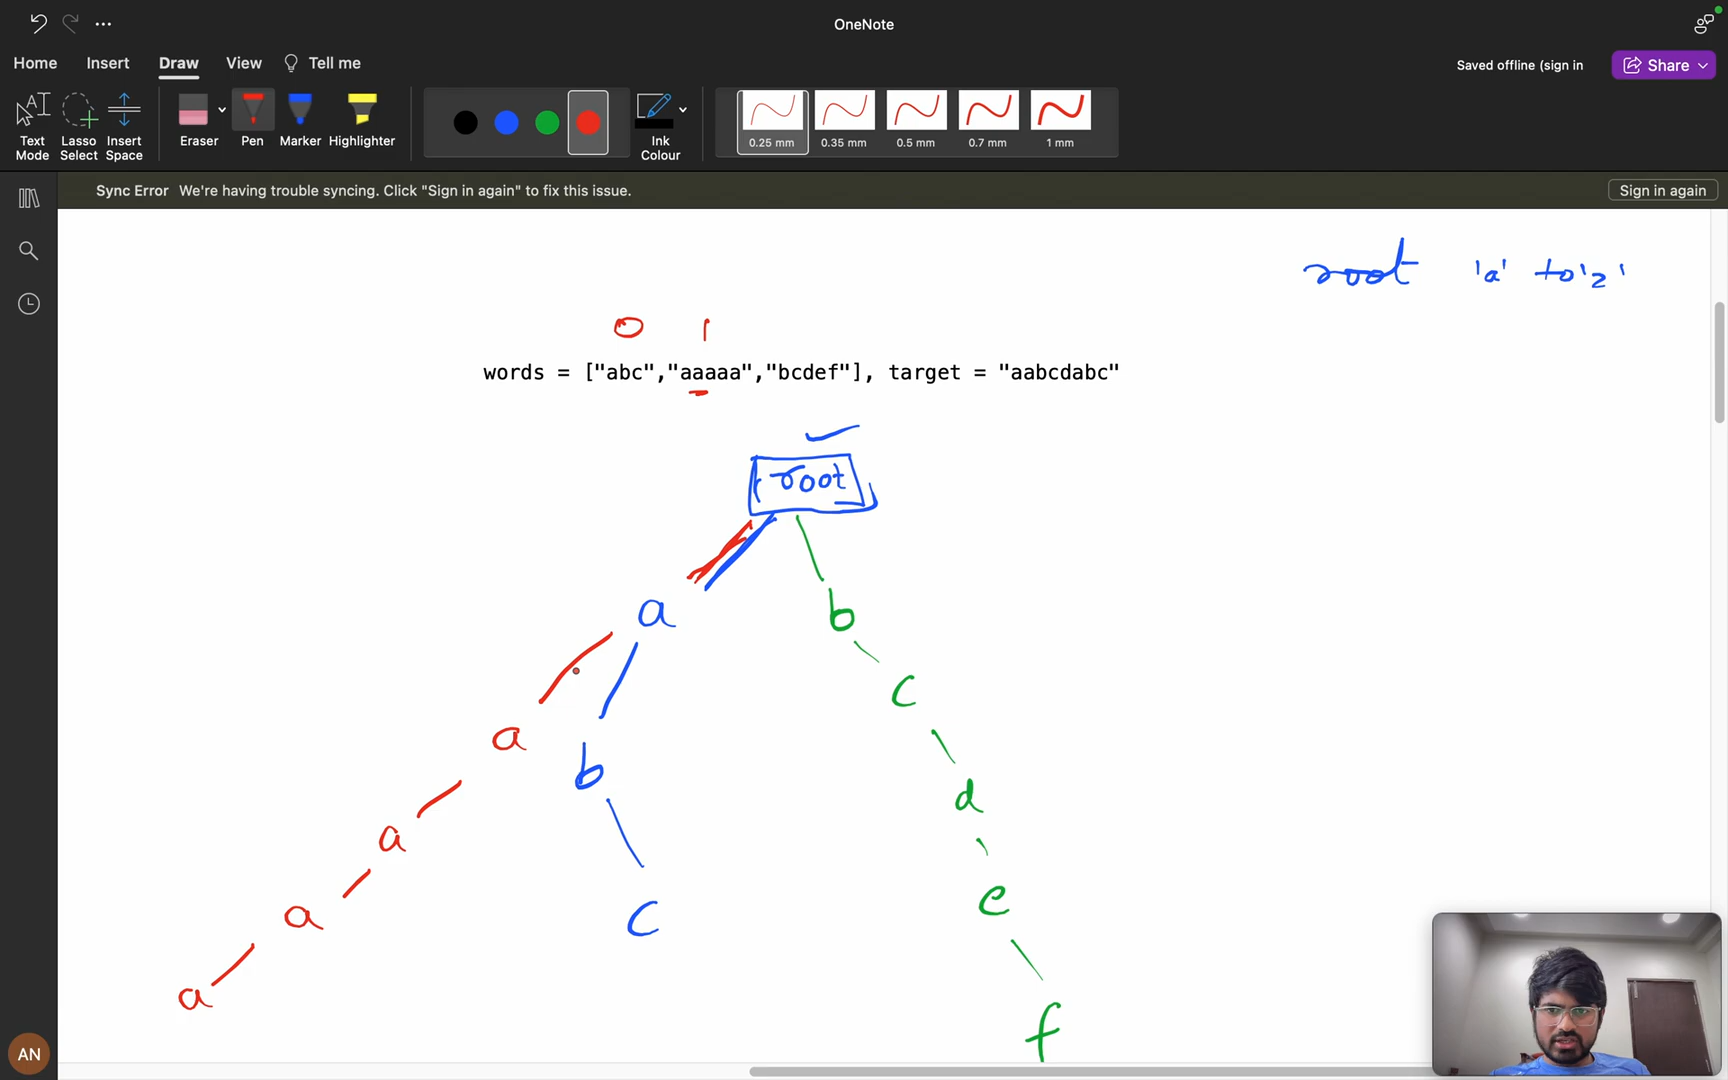 OneNote
Home Insert Draw View Tell me
Saved offline (sign in
Share
Text Mode
Lasso Select
Insert Space
Eraser
Pen
Marker
Highlighter
Ink Colour
0.25 mm
0.35 mm
0.5 mm
0.7 mm
1 mm
Sync Error We're having trouble syncing. Click "Sign in again" to fix this issue.
Sign in again
root 'a' to 'z'
0 1
words = ["abc","aaaaa","bcdef"], target = "aabcdabc"
root
a b
c
a b
d
a
a c e
a
f
AN